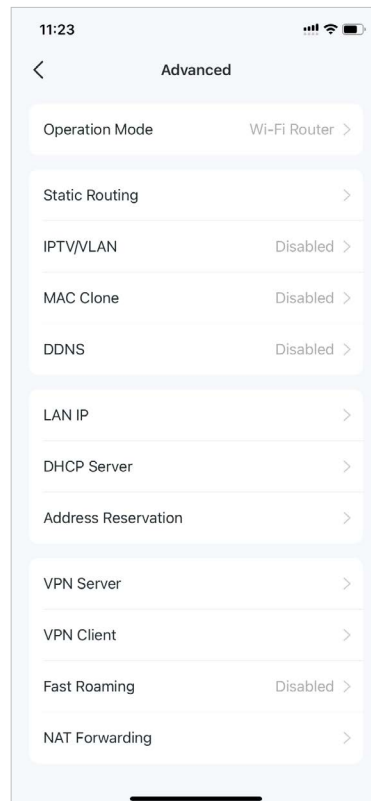 11:23
Advanced
Operation Mode Wi-Fi Router
Static Routing
IPTV/VLAN Disabled
MAC Clone Disabled
DDNS Disabled
LAN IP
DHCP Server
Address Reservation
VPN Server
VPN Client
Fast Roaming Disabled
NAT Forwarding